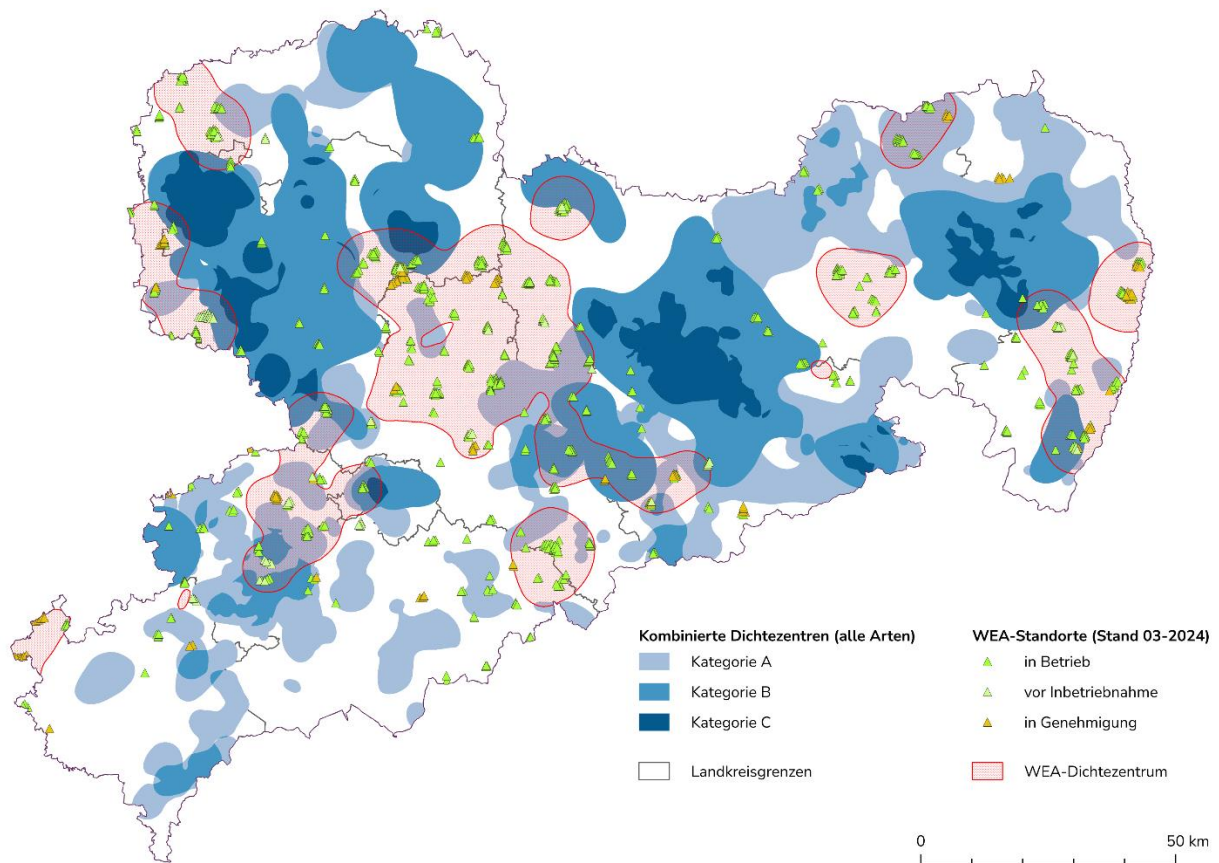 Kombinierte Dichtezentren (alle Arten)
Kategorie A
Kategorie B
Kategorie C
Landkreisgrenzen
WEA-Standorte (Stand 03-2024)
in Betrieb
vor Inbetriebnahme
in Genehmigung
WEA-Dichtezentrum
0 50 km